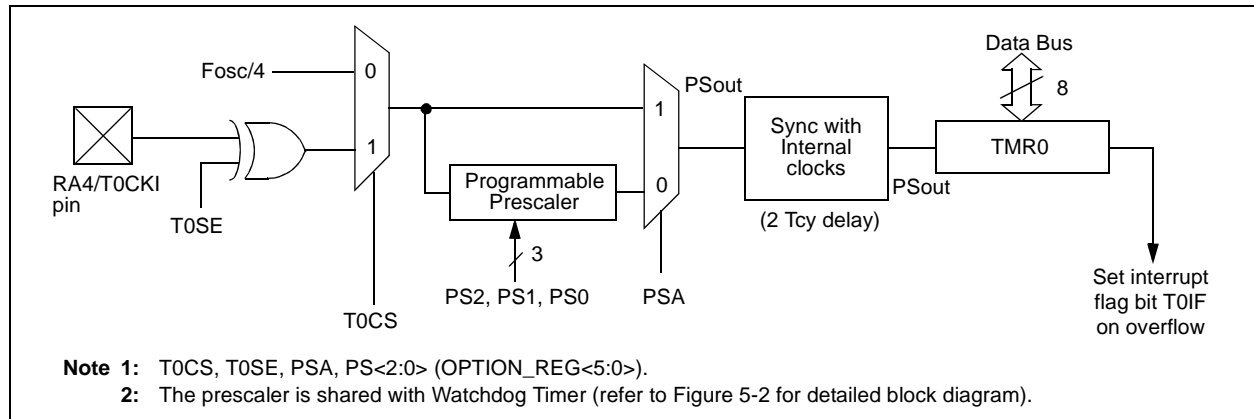 Data Bus
Fosc/4
0
PSout
8
1
Sync with
Internal
clocks
TMR0
1
Programmable
Prescaler
0
PSout
RA4/T0CKI
pin
T0SE
(2 Tcy delay)
3
PS2, PS1, PS0
PSA
T0CS
Set interrupt
flag bit T0IF
on overflow
Note 1: T0CS, T0SE, PSA, PS<2:0> (OPTION_REG<5:0>).
2: The prescaler is shared with Watchdog Timer (refer to Figure 5-2 for detailed block diagram).